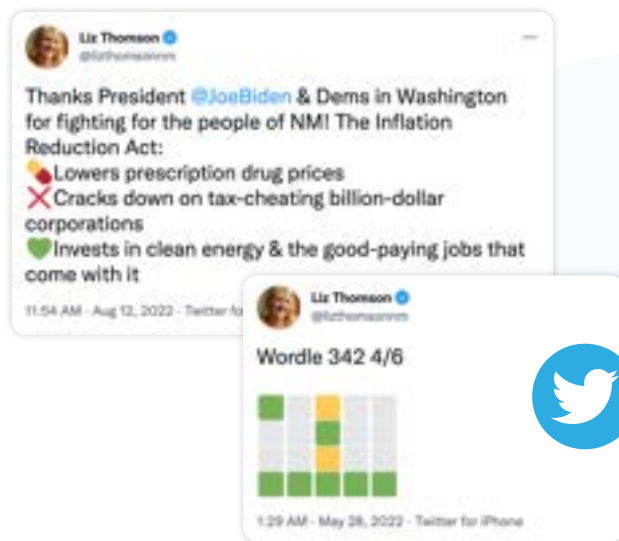 Liz Thomson
@lizthomsonnm
Thanks President @JoeBiden & Dems in Washington
for fighting for the people of NM! The Inflation
Reduction Act:
💊Lowers prescription drug prices
❌Cracks down on tax-cheating billion-dollar
corporations
💚Invests in clean energy & the good-paying jobs that
come with it
11:54 AM · Aug 12, 2022 · Twitter fo
Liz Thomson
@lizthomsonnm
Wordle 342 4/6
1:29 AM · May 28, 2022 · Twitter for iPhone